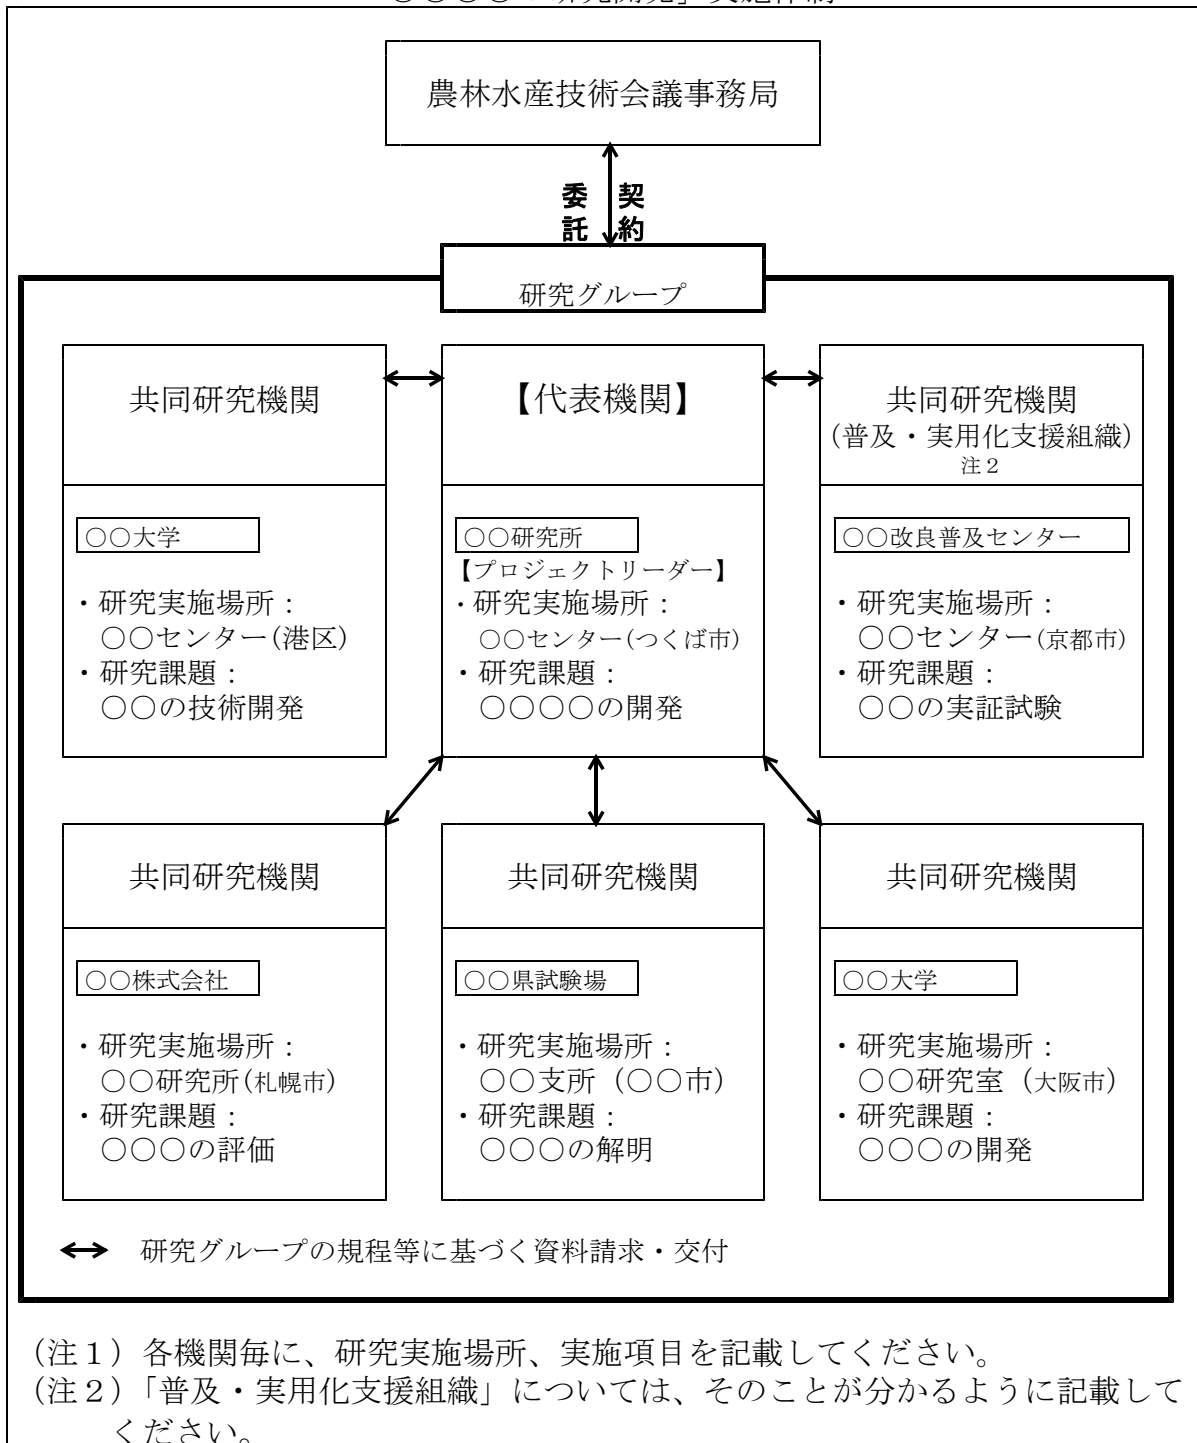 ○○○○の研究開発」実施体制
農林水産技術会議事務局
委託 契約
研究グループ
共同研究機関
【代表機関】
共同研究機関
(普及・実用化支援組織)
注2
○○大学
・研究実施場所：
○○センター(港区)
・研究課題：
○○の技術開発
○○研究所
【プロジェクトリーダー】
・研究実施場所：
○○センター(つくば市)
・研究課題：
○○○○の開発
○○改良普及センター
・研究実施場所：
○○センター(京都市)
・研究課題：
○○の実証試験
共同研究機関
共同研究機関
共同研究機関
○○株式会社
・研究実施場所：
○○研究所(札幌市)
・研究課題：
○○○の評価
○○県試験場
・研究実施場所：
○○支所（○○市）
・研究課題：
○○○の解明
○○大学
・研究実施場所：
○○研究室（大阪市）
・研究課題：
○○○の開発
研究グループの規程等に基づく資料請求・交付
（注１）各機関毎に、研究実施場所、実施項目を記載してください。
（注２）「普及・実用化支援組織」については、そのことが分かるように記載して
ください。